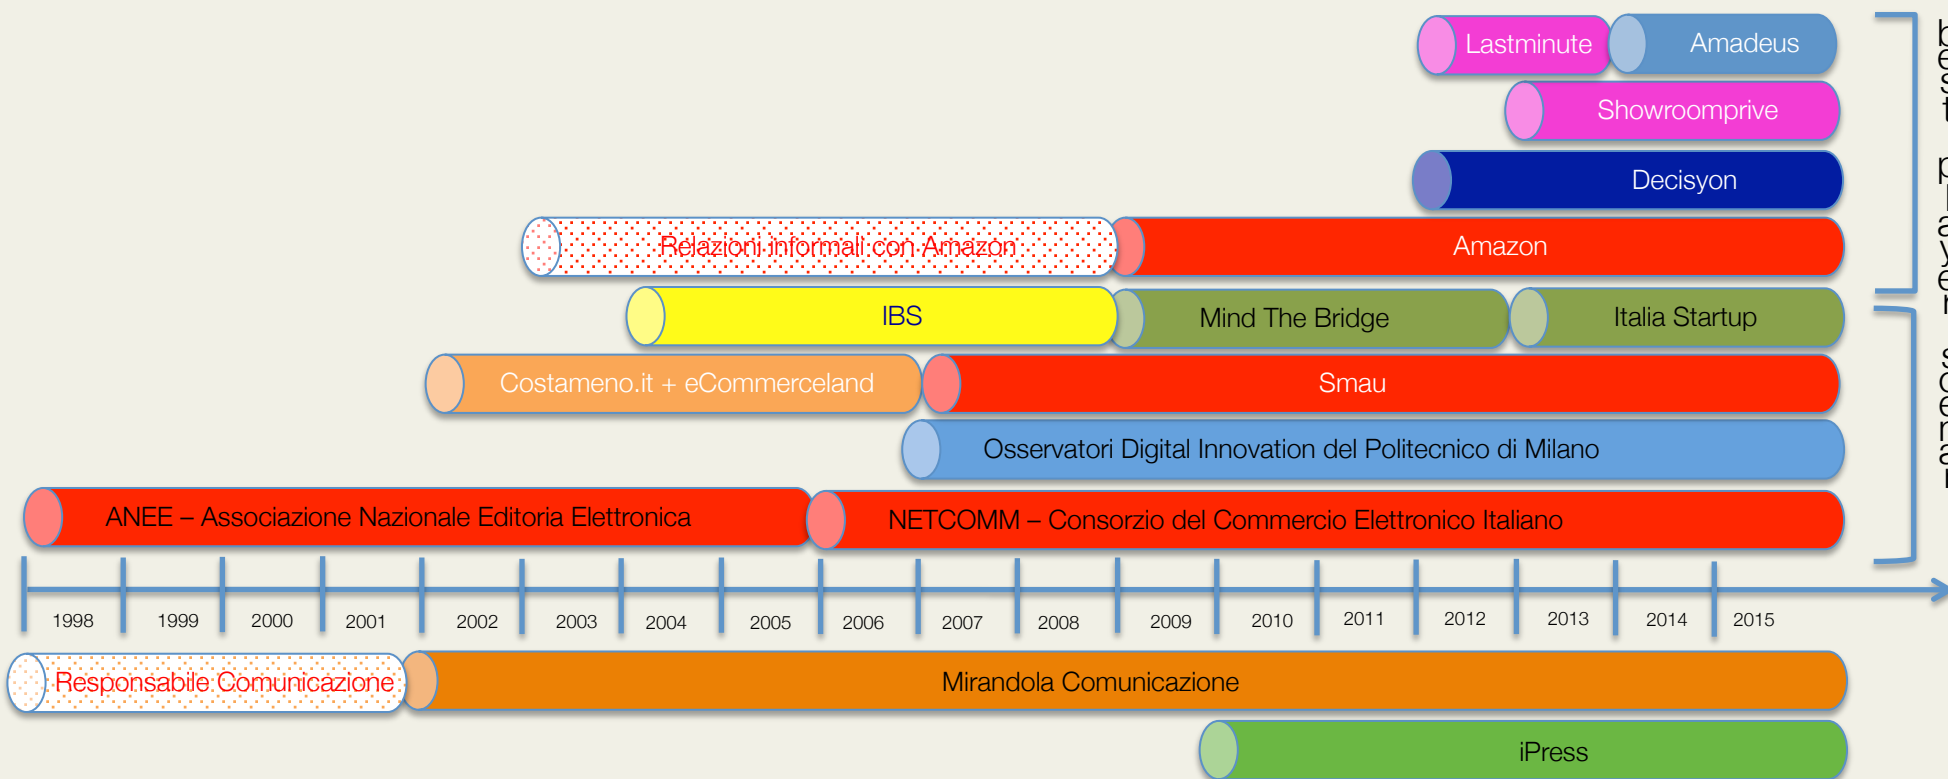 Lastminute
Amadeus
Showroomprive
Decisyon
Relazioni informali con Amazon
Amazon
IBS
Mind The Bridge
Italia Startup
Costameno.it + eCommerceland
Smau
Osservatori Digital Innovation del Politecnico di Milano
ANEE – Associazione Nazionale Editoria Elettronica
NETCOMM – Consorzio del Commercio Elettronico Italiano
1998 1999 2000 2001 2002 2003 2004 2005 2006 2007 2008 2009 2010 2011 2012 2013 2014 2015
Responsabile Comunicazione
Mirandola Comunicazione
iPress